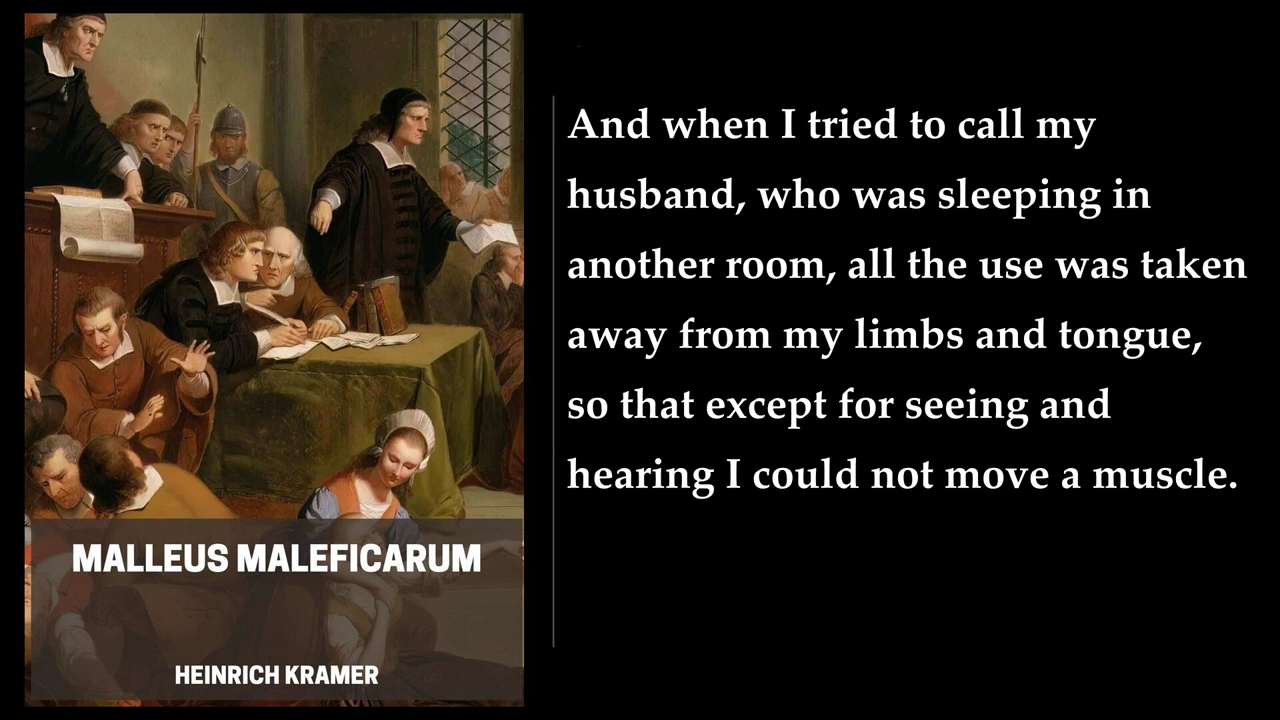 MALLEUS MALEFICARUM
HEINRICH KRAMER
And when I tried to call my
husband, who was sleeping in
another room, all the use was taken
away from my limbs and tongue,
so that except for seeing and
hearing I could not move a muscle.